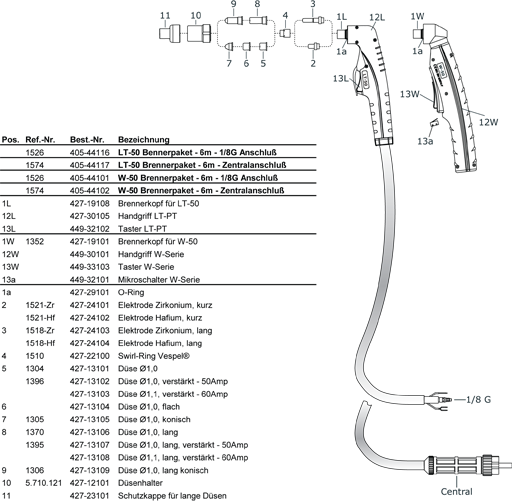 11
10
9
8
4
3
1L
12L
1W
1a
1a
7
6
5
2
13L
LT-50
W-50
13W
12W
13a
Pos. Ref.-Nr. Best.-Nr. Bezeichnung
1526 405-44116 LT-50 Bennerpaket - 6m - 1/8G Anschluß
1574 405-44117 LT-50 Brennerpaket - 6m - Zentralanschluß
1526 405-44101 W-50 Brennerpaket - 6m - 1/8G Anschluß
1574 405-44102 W-50 Brennerpaket - 6m - Zentralanschluß
1L 427-19108 Brennerkopf für LT-50
12L 427-30105 Handgriff LT-PT
13L 449-32102 Taster LT-PT
1W 1352 427-19101 Brennerkopf für W-50
12W 449-30101 Handgriff W-Serie
13W 449-33103 Taster W-Serie
13a 449-32101 Mikroschalter W-Serie
1a 427-29101 O-Ring
2 1521-Zr 427-24101 Elektrode Zirkonium, kurz
1521-Hf 427-24102 Elektrode Hafium, kurz
3 1518-Zr 427-24103 Elektrode Zirkonium, lang
1518-Hf 427-24104 Elektrode Hafium, lang
4 1510 427-22100 Swirl-Ring Vespel®
5 1304 427-13101 Düse Ø1,0
1396 427-13102 Düse Ø1,0, verstärkt - 50Amp
427-13103 Düse Ø1,1, verstärkt - 60Amp
6 427-13104 Düse Ø1,0, flach
7 1305 427-13105 Düse Ø1,0, konisch
8 1370 427-13106 Düse Ø1,0, lang
1395 427-13107 Düse Ø1,0, lang, verstärkt - 50Amp
427-13108 Düse Ø1,1, lang, verstärkt - 60Amp
9 1306 427-13109 Düse Ø1,0, lang konisch
10 5.710.121 427-12101 Düsenhalter
11 427-23101 Schutzkappe für lange Düsen
1/8 G
Central